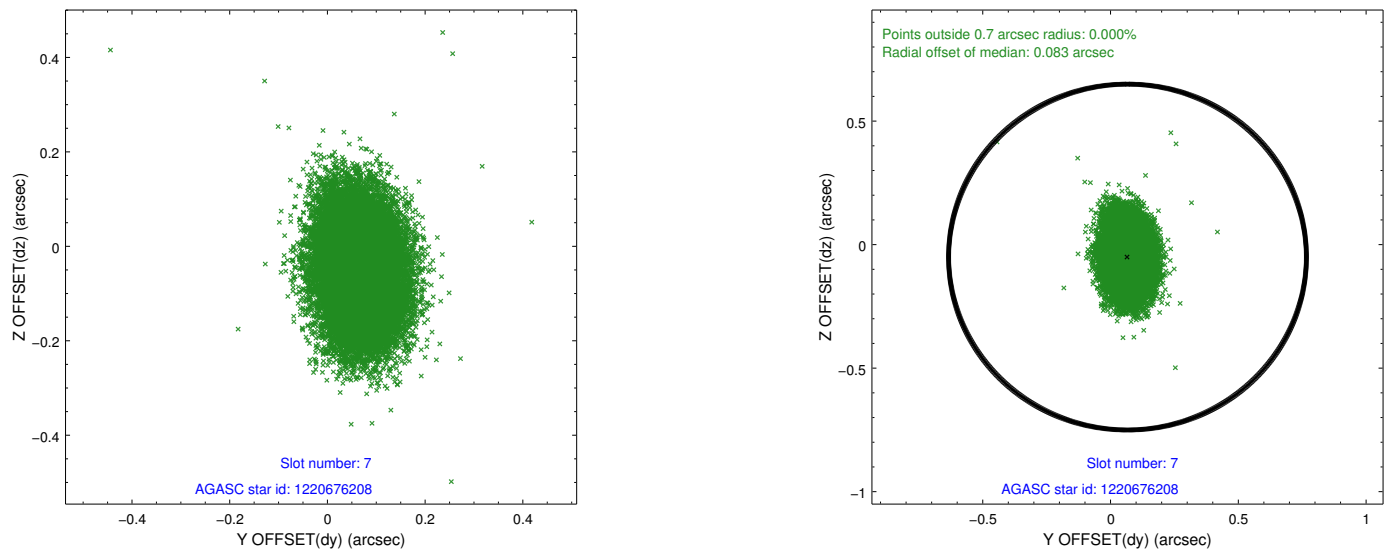 0.4
0.2
0
−0.2
−0.4
Z OFFSET(dz) (arcsec)
−0.4
−0.2
0
0.2
0.4
Y OFFSET(dy) (arcsec)
Slot number: 7
AGASC star id: 1220676208
Points outside 0.7 arcsec radius: 0.000%
Radial offset of median: 0.083 arcsec
0.5
0
−0.5
−1
Z OFFSET(dz) (arcsec)
−0.5
0
0.5
1
Y OFFSET(dy) (arcsec)
Slot number: 7
AGASC star id: 1220676208